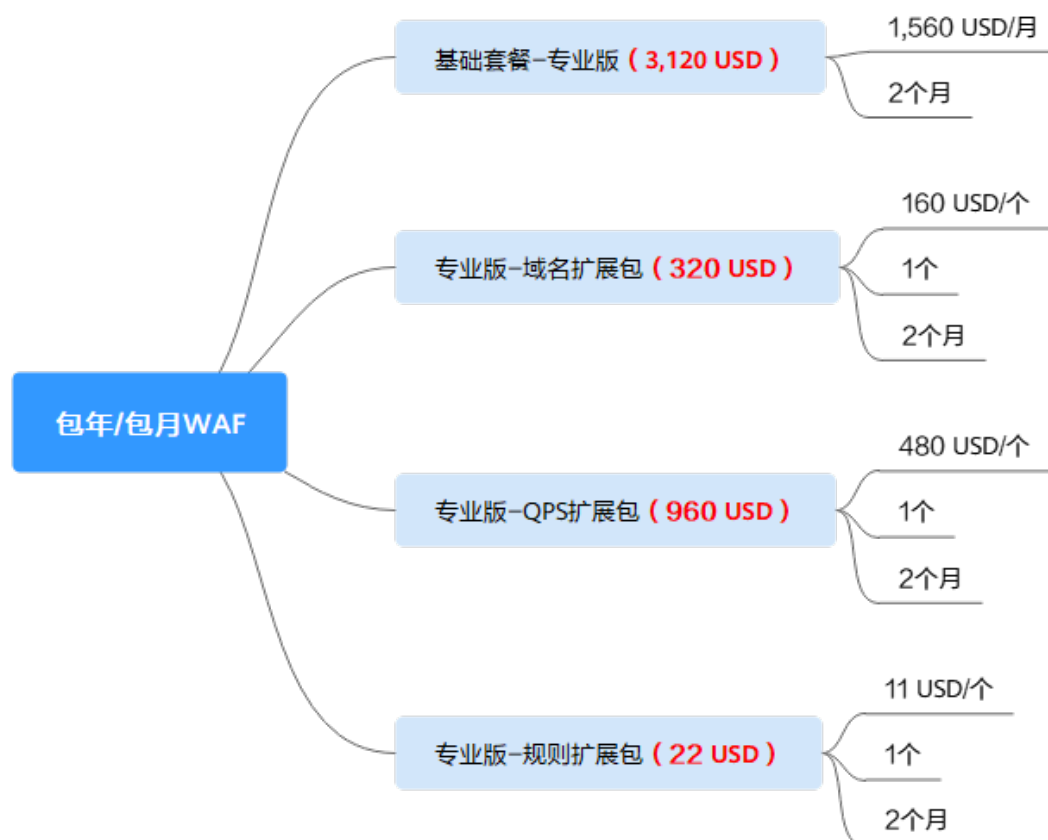 包年/包月WAF
基础套餐-专业版（3,120 USD）
1,560 USD/月
2个月
专业版-域名扩展包（320 USD）
160 USD/个
1个
2个月
专业版-QPS扩展包（960 USD）
480 USD/个
1个
2个月
专业版-规则扩展包（22 USD）
11 USD/个
1个
2个月